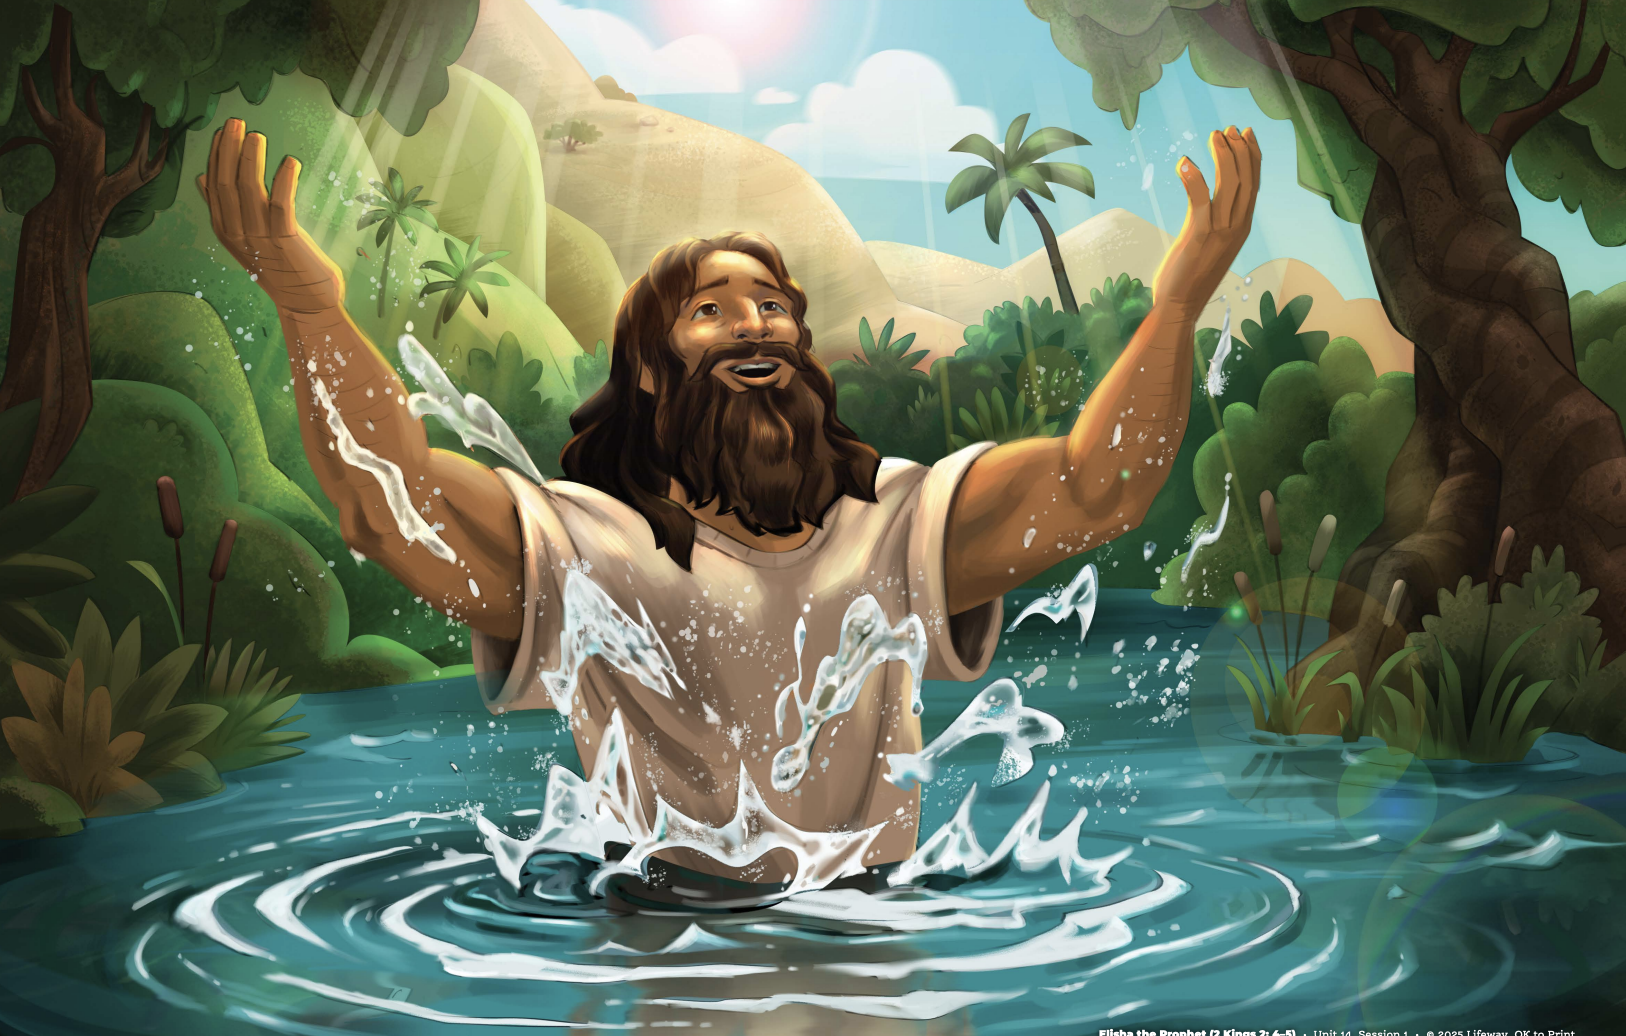 Elisha the Prophet (2 Kings 2; 4–5) • Unit 14, Session 1 • © 2025 Lifeway, OK to Print